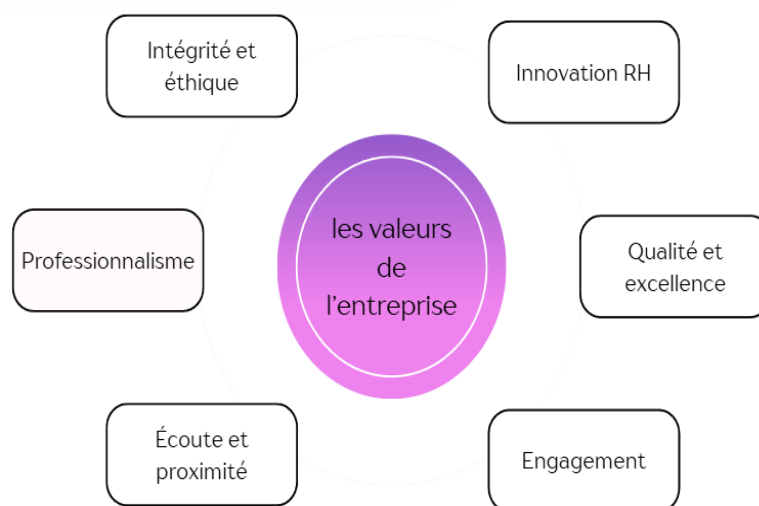 Intégrité et
éthique
Innovation RH
Professionnalisme
les valeurs
de
l'entreprise
Qualité et
excellence
Écoute et
proximité
Engagement